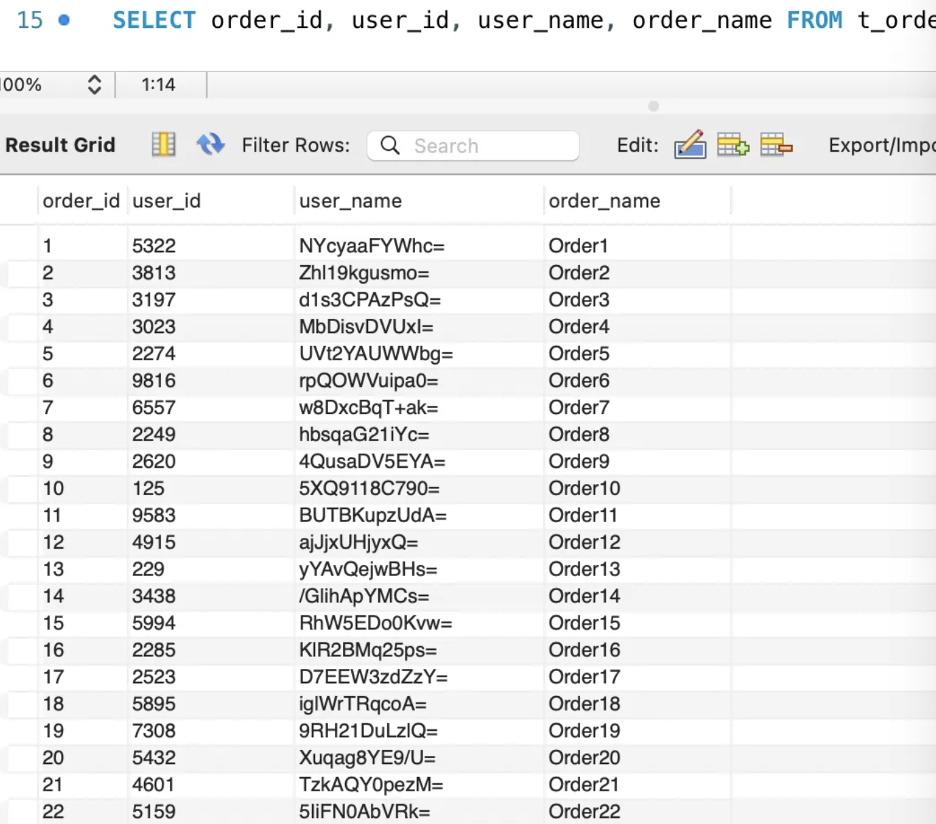 15 SELECT order_id, user_id, user_name, order_name FROM t_orde
100% 1:14
Result Grid Filter Rows: Search Edit: Export/Impo
order_id user_id user_name order_name
1 5322 NYcyaaFYWhc= Order1
2 3813 Zhl19kgusmo= Order2
3 3197 d1s3CPAzPsQ= Order3
4 3023 MbDisvDVUxI= Order4
5 2274 UVt2YAUWWbg= Order5
6 9816 rpQOWVuipa0= Order6
7 6557 w8DxcBqT+ak= Order7
8 2249 hbsqaG21iYc= Order8
9 2620 4QusaDV5EYA= Order9
10 125 5XQ9118C790= Order10
11 9583 BUTBKupzUdA= Order11
12 4915 ajJjxUHjyxQ= Order12
13 229 yYAvQejwBHs= Order13
14 3438 /GlihApYMCs= Order14
15 5994 RhW5EDo0Kvw= Order15
16 2285 KlR2BMq25ps= Order16
17 2523 D7EEW3zdZzY= Order17
18 5895 iglWrTRqcoA= Order18
19 7308 9RH21DuLzlQ= Order19
20 5432 Xuqag8YE9/U= Order20
21 4601 TzkAQY0pezM= Order21
22 5159 5liFN0AbVRk= Order22